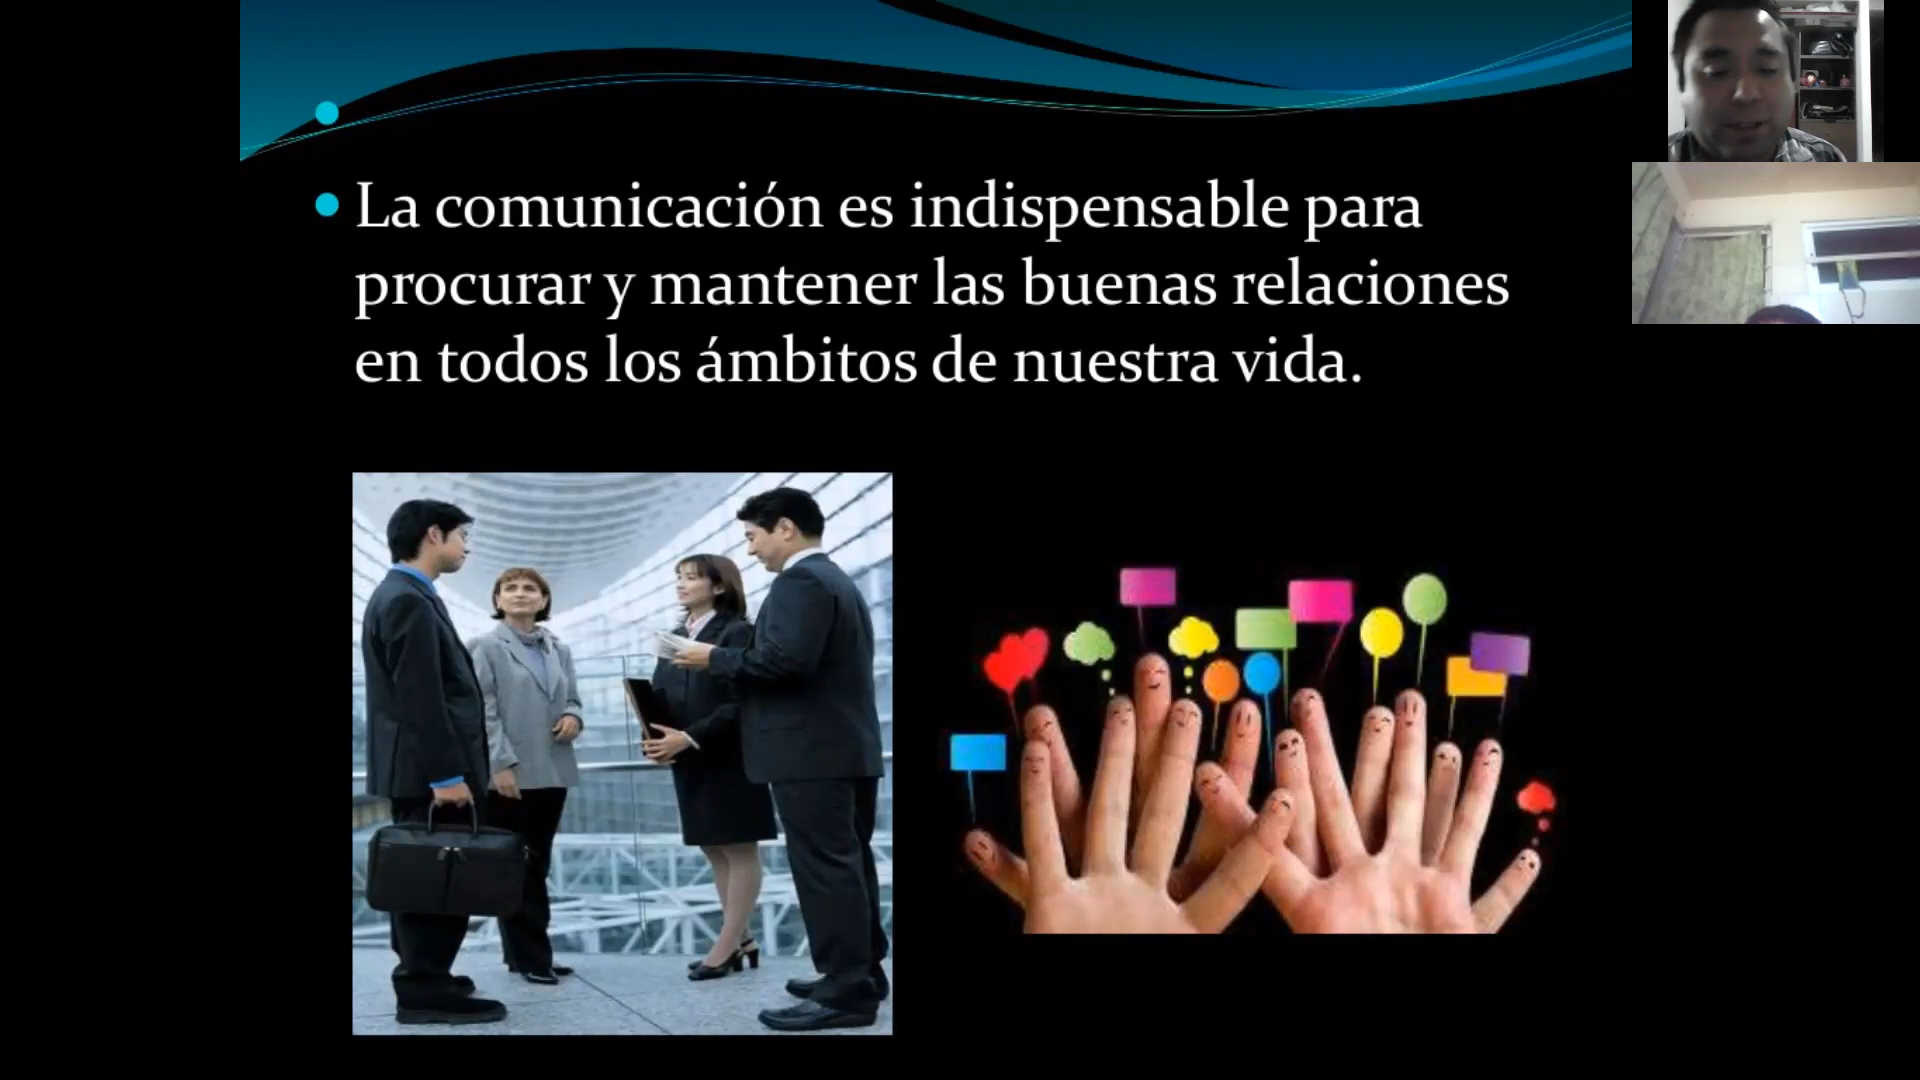 La comunicación es indispensable para
procurar y mantener las buenas relaciones
en todos los ámbitos de nuestra vida.